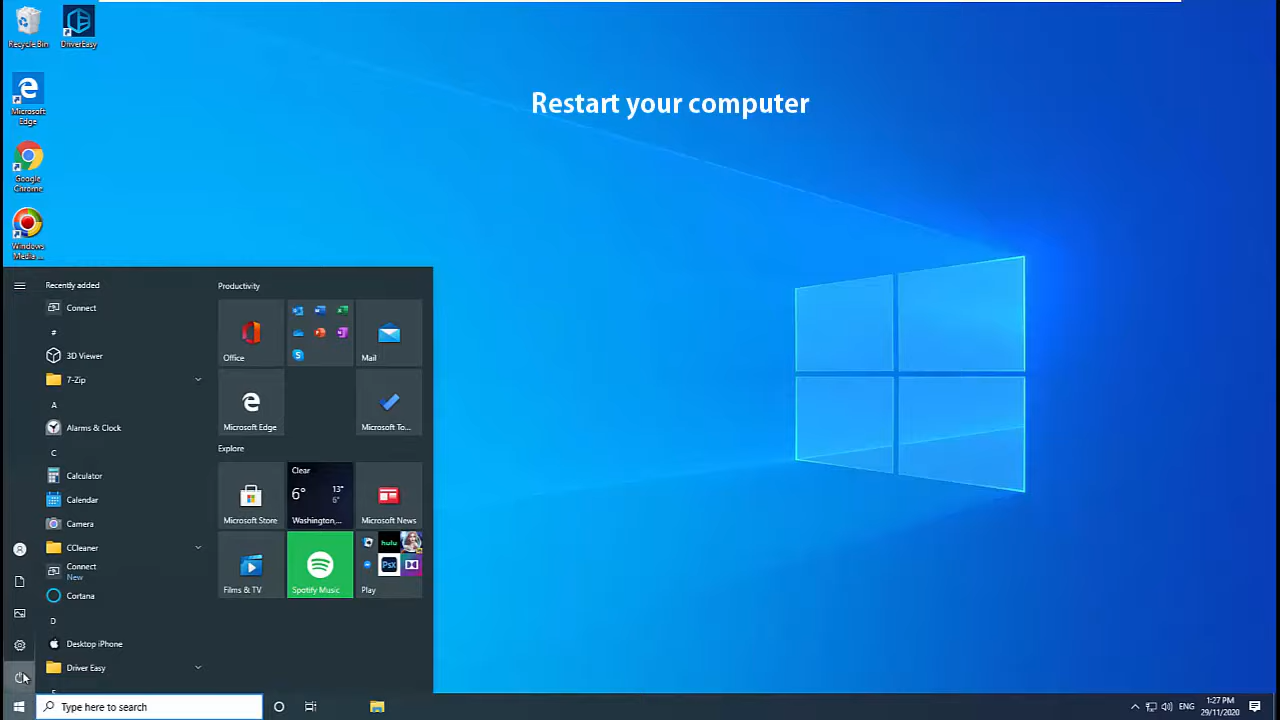 Recycle Bin
DriverEasy
Microsoft
Edge
Google
Chrome
Windows
Media ...
Restart your computer
Recently added
Connect
#
3D Viewer
7-Zip
A
Alarms & Clock
C
Calculator
Calendar
Camera
CCleaner
Connect
New
Cortana
D
Desktop iPhone
Driver Easy
Productivity
Office
Mail
Microsoft Edge
Microsoft To...
Explore
Microsoft Store
Clear
6°
13°
6°
Washington,...
Microsoft News
Films & TV
Spotify Music
hulu
Psx
Play
Type here to search
ENG
1:27 PM
29/11/2020